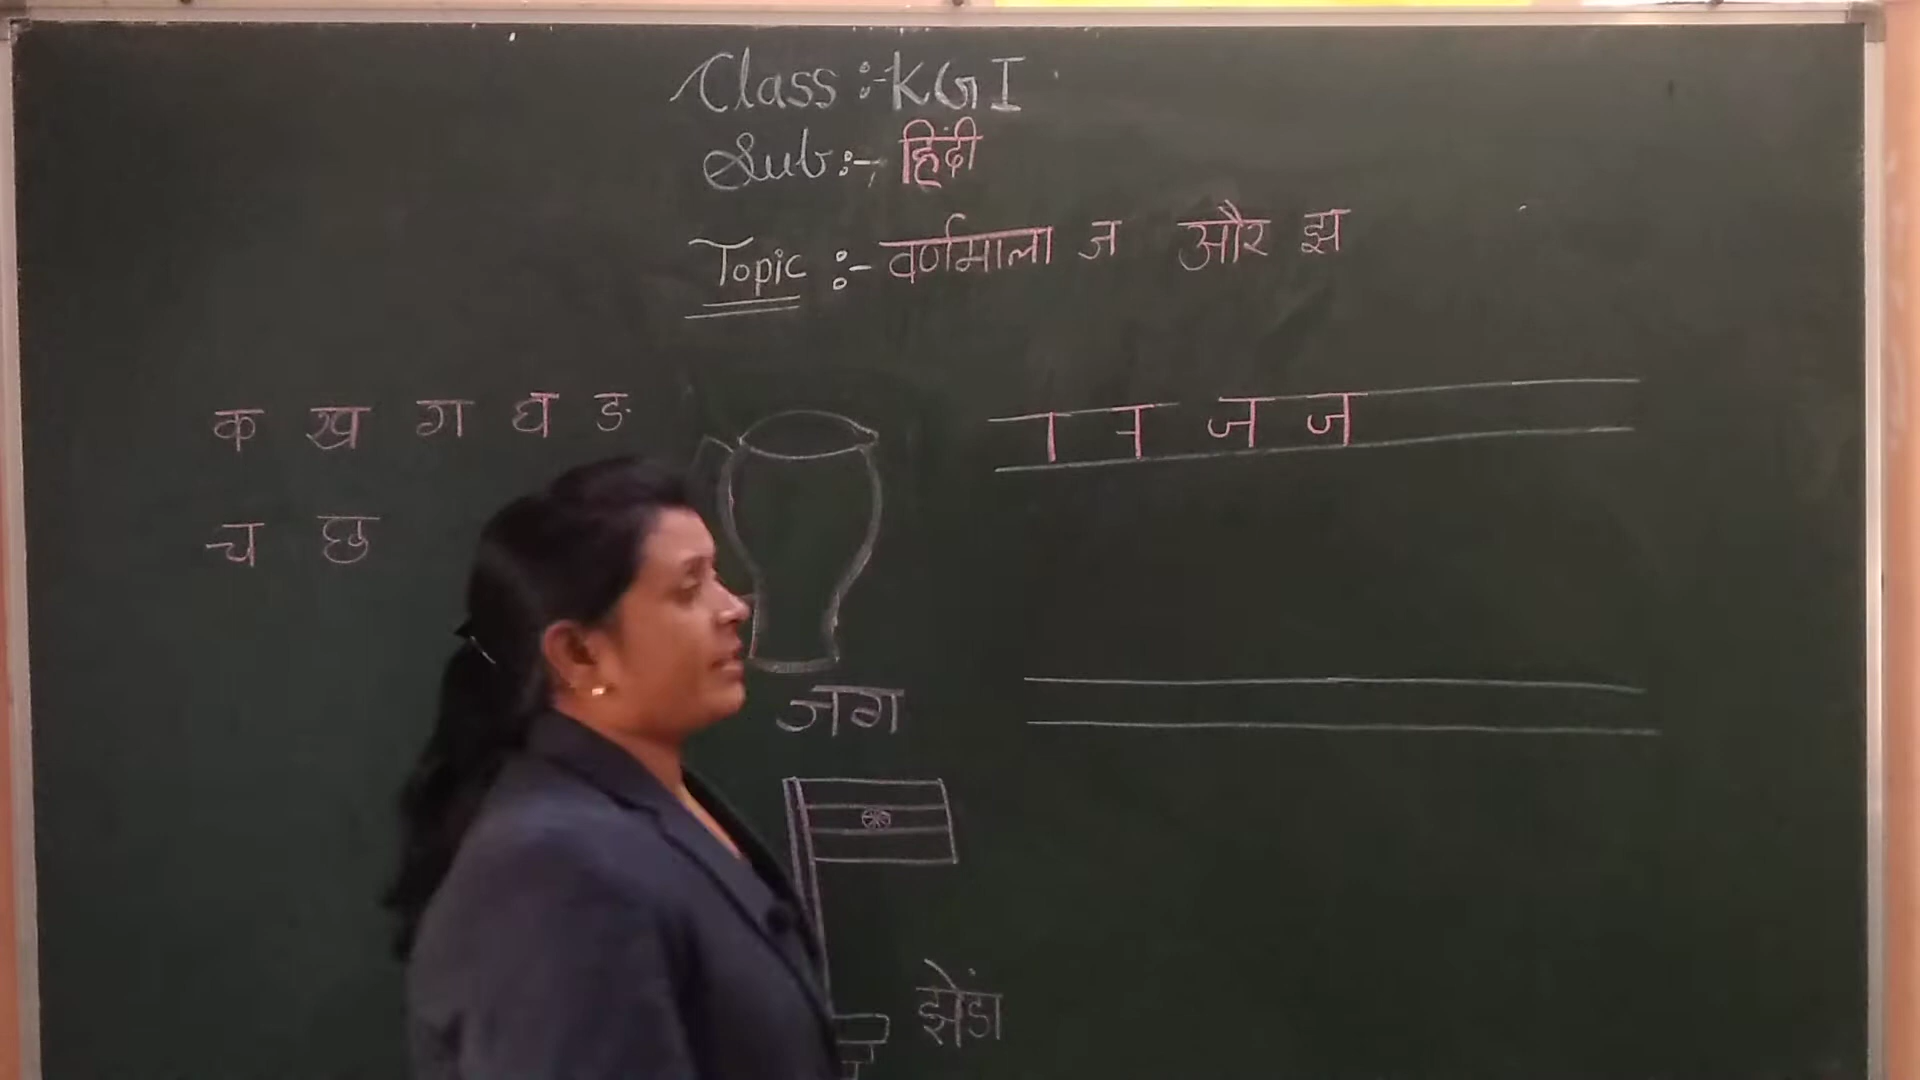 Class :- KG I
Sub :- हिंदी
Topic :- वर्णमाला ज और झ
क ख ग घ ङ
च छ
ज ज
जग
झेंडा